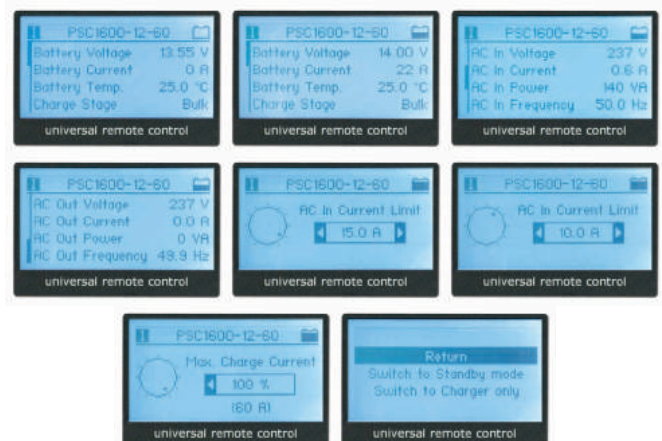 PSC1600-12-60
Battery Voltage 13.55 V
Battery Current 0 A
Battery Temp. 25.0 °C
Charge Stage Bulk
universal remote control
PSC1600-12-60
Battery Voltage 14.00 V
Battery Current 22 A
Battery Temp. 25.0 °C
Charge Stage Bulk
universal remote control
PSC1600-12-60
AC In Voltage 237 V
AC In Current 0.6 A
AC In Power 140 VA
AC In Frequency 50.0 Hz
universal remote control
PSC1600-12-60
AC Out Voltage 237 V
AC Out Current 0.0 A
AC Out Power 0 VA
AC Out Frequency 49.9 Hz
universal remote control
PSC1600-12-60
AC In Current Limit
15.0 A
universal remote control
PSC1600-12-60
AC In Current Limit
10.0 A
universal remote control
PSC1600-12-60
Max. Charge Current
100 %
(60 A)
universal remote control
Return
Switch to Standby mode
Switch to Charger only
universal remote control